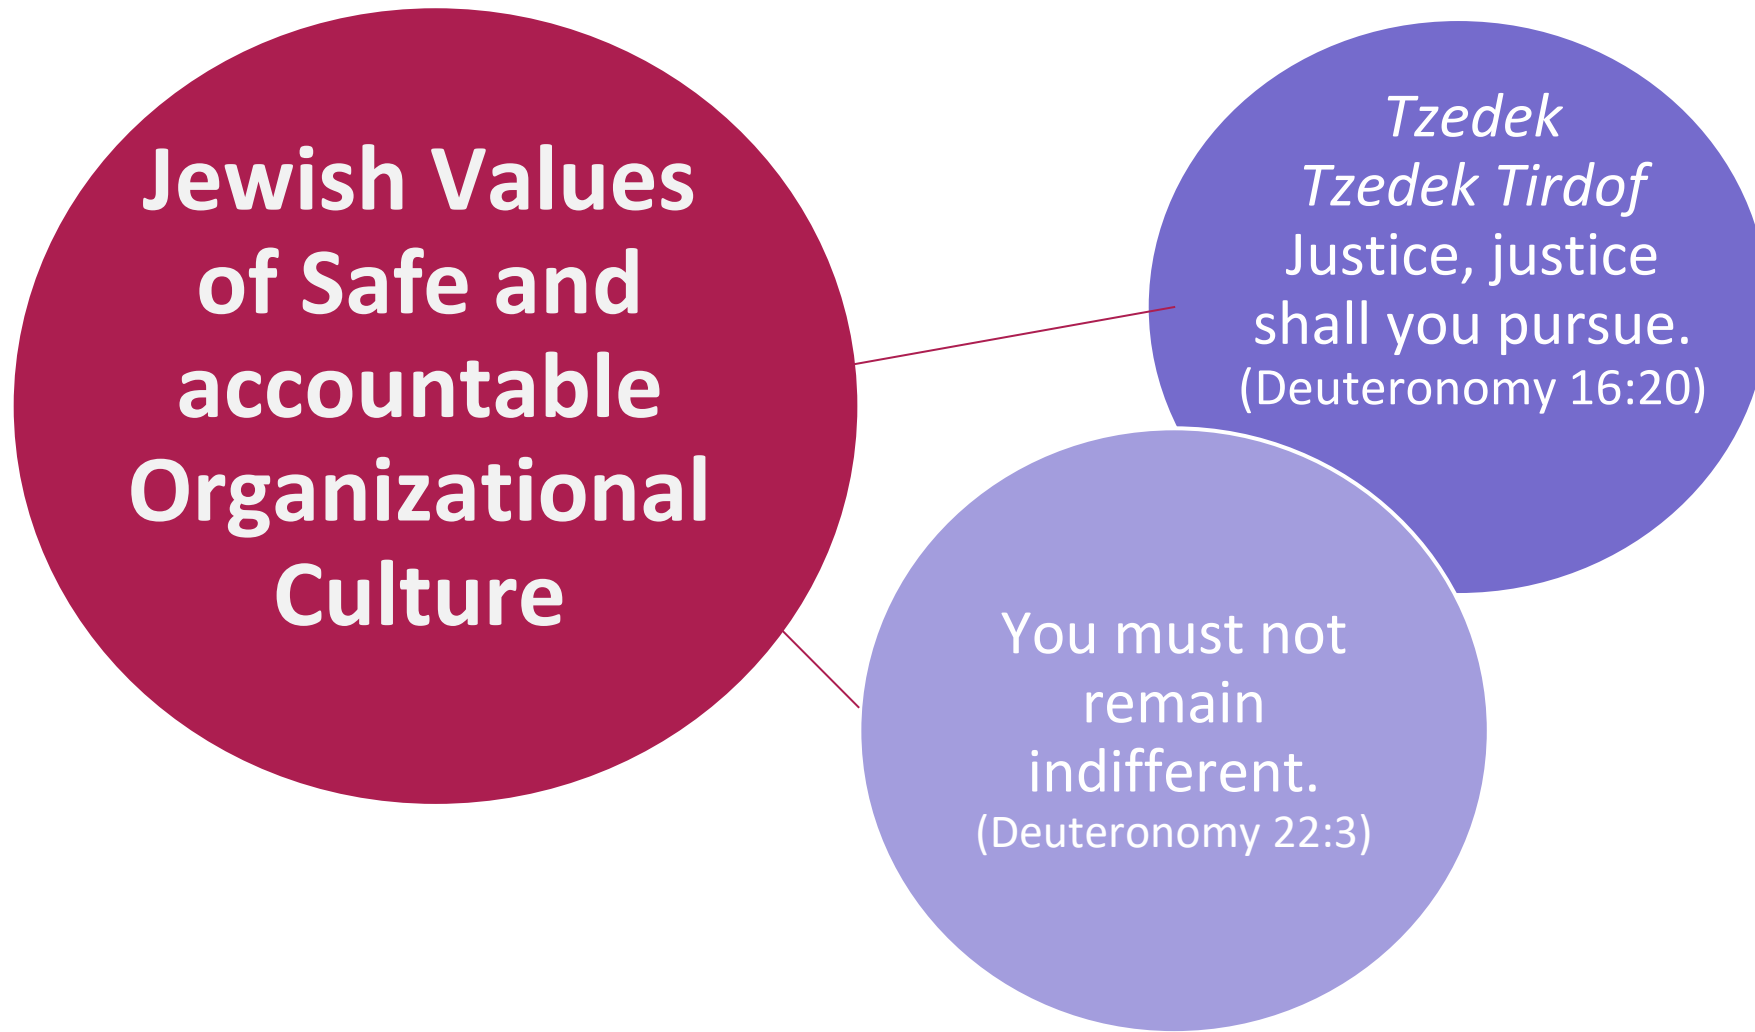 Jewish Values
of Safe and
accountable
Organizational
Culture
Tzedek
Tzedek Tirdof
Justice, justice
shall you pursue.
(Deuteronomy 16:20)
You must not
remain
indifferent.
(Deuteronomy 22:3)